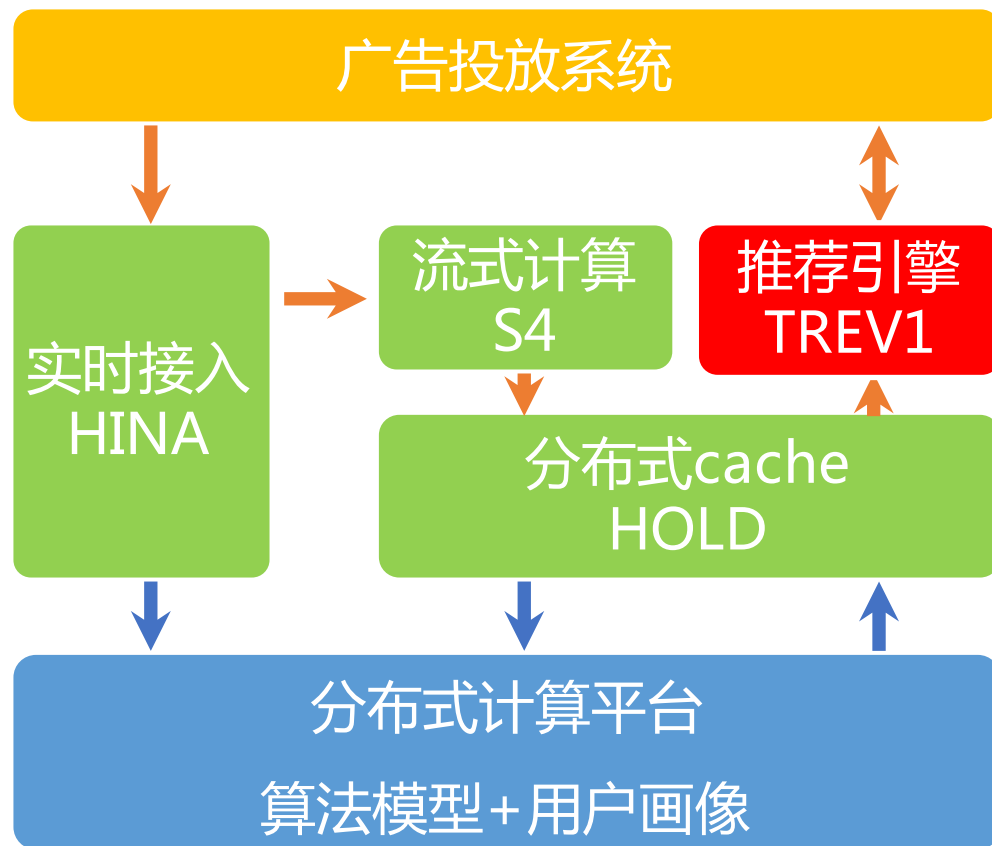 广告投放系统
实时接入
HINA
流式计算
S4
推荐引擎
TREV1
分布式cache
HOLD
分布式计算平台
算法模型+用户画像